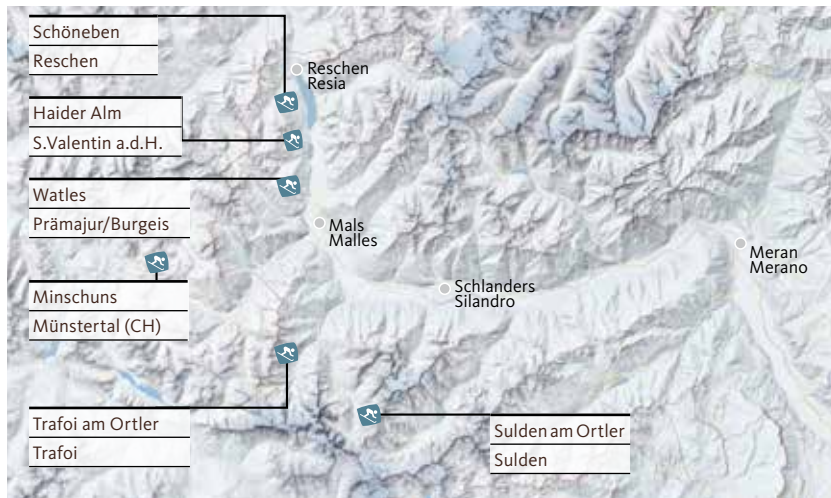 Schöneben
Reschen
Reschen
Resia
Haider Alm
S.Valentin a.d.H.
Watles
Prämajur/Burgeis
Mals
Malles
Meran
Merano
Minschuns
Münstertal (CH)
Schlanders
Silandro
Trafoi am Ortler
Trafoi
Sulden am Ortler
Sulden